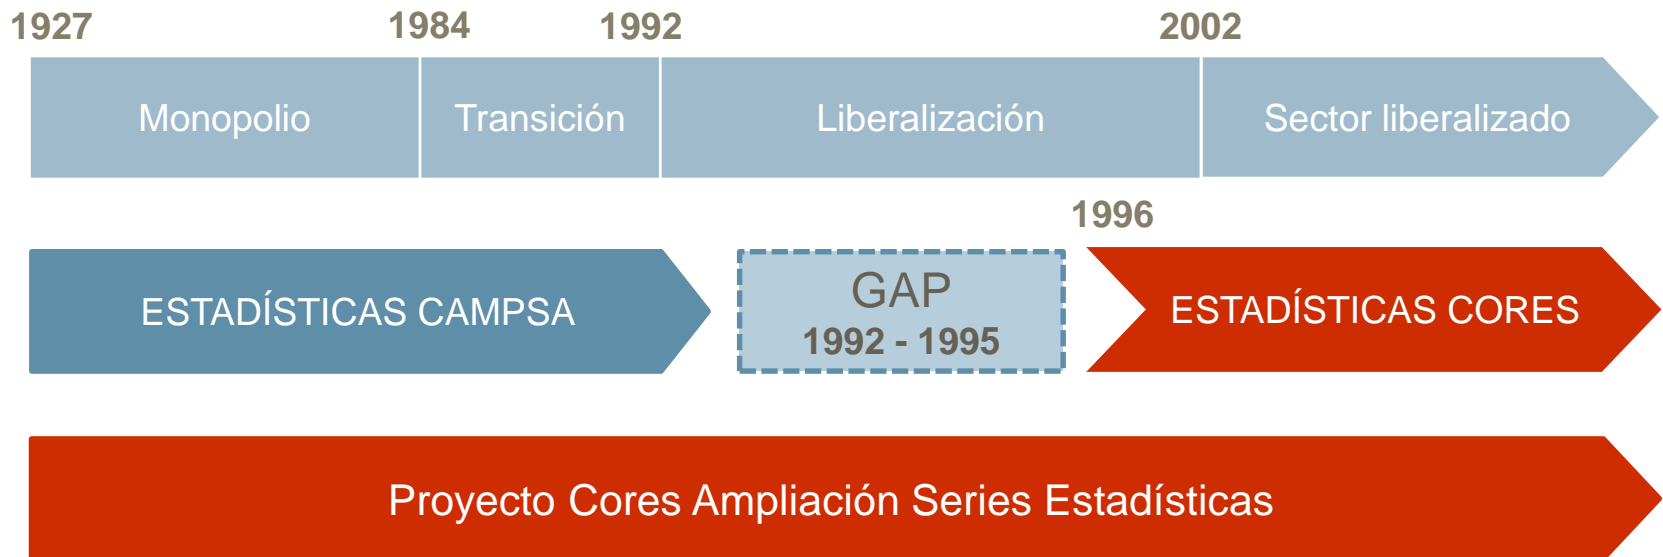 1927 1984 1992 2002
Monopolio Transición Liberalización Sector liberalizado
1996
ESTADÍSTICAS CAMPSA
GAP
1992 - 1995
ESTADÍSTICAS CORES
Proyecto Cores Ampliación Series Estadísticas